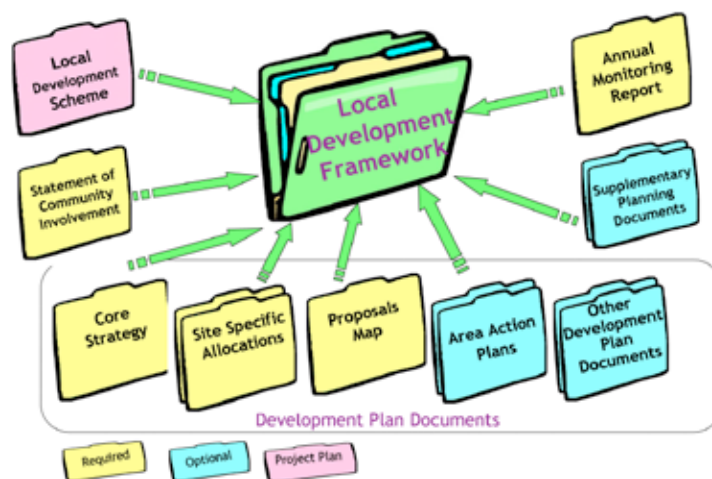 Local
Development
Scheme
Local
Development
Framework
Annual
Monitoring
Report
Statement of
Community
Involvement
Supplementary
Planning
Documents
Core
Strategy
Site Specific
Allocations
Proposals
Map
Area Action
Plans
Other
Development
Plan
Documents
Development Plan Documents
Required
Optional
Project Plan